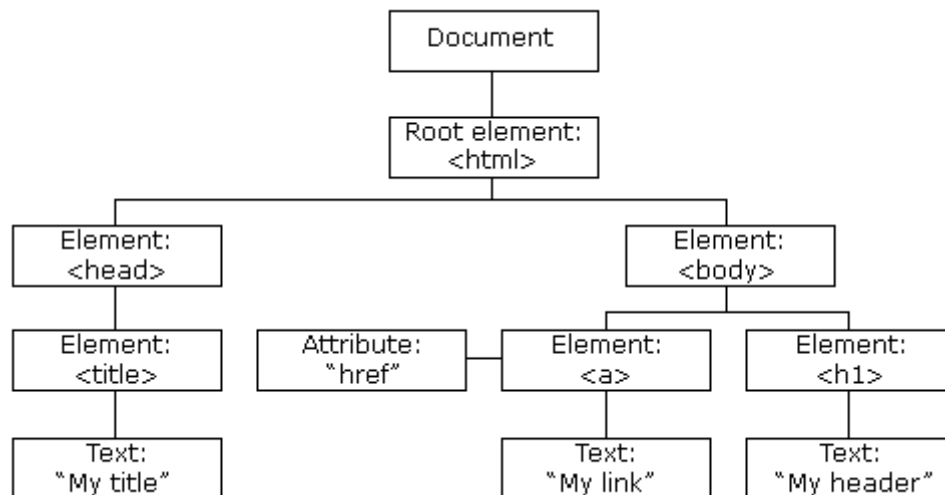 Document
Root element:
<html>
Element:
<head>
Element:
<body>
Element:
<title>
Attribute:
“href”
Element:
<a>
Element:
<h1>
Text:
“My title”
Text:
“My link”
Text:
“My header”